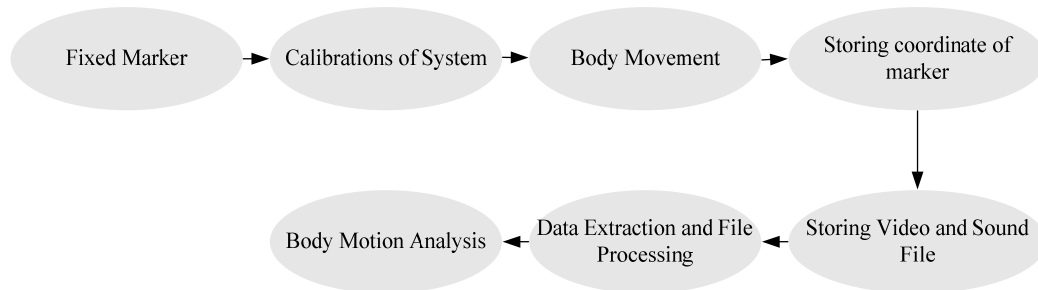 Fixed Marker
Calibrations of System
Body Movement
Storing coordinate of
marker
Storing Video and Sound
File
Data Extraction and File
Processing
Body Motion Analysis